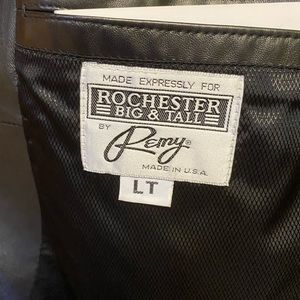 MADE EXPRESSLY FOR
ROCHESTER
BIG & TALL
BY
Remy®
MADE IN U.S.A.
LT